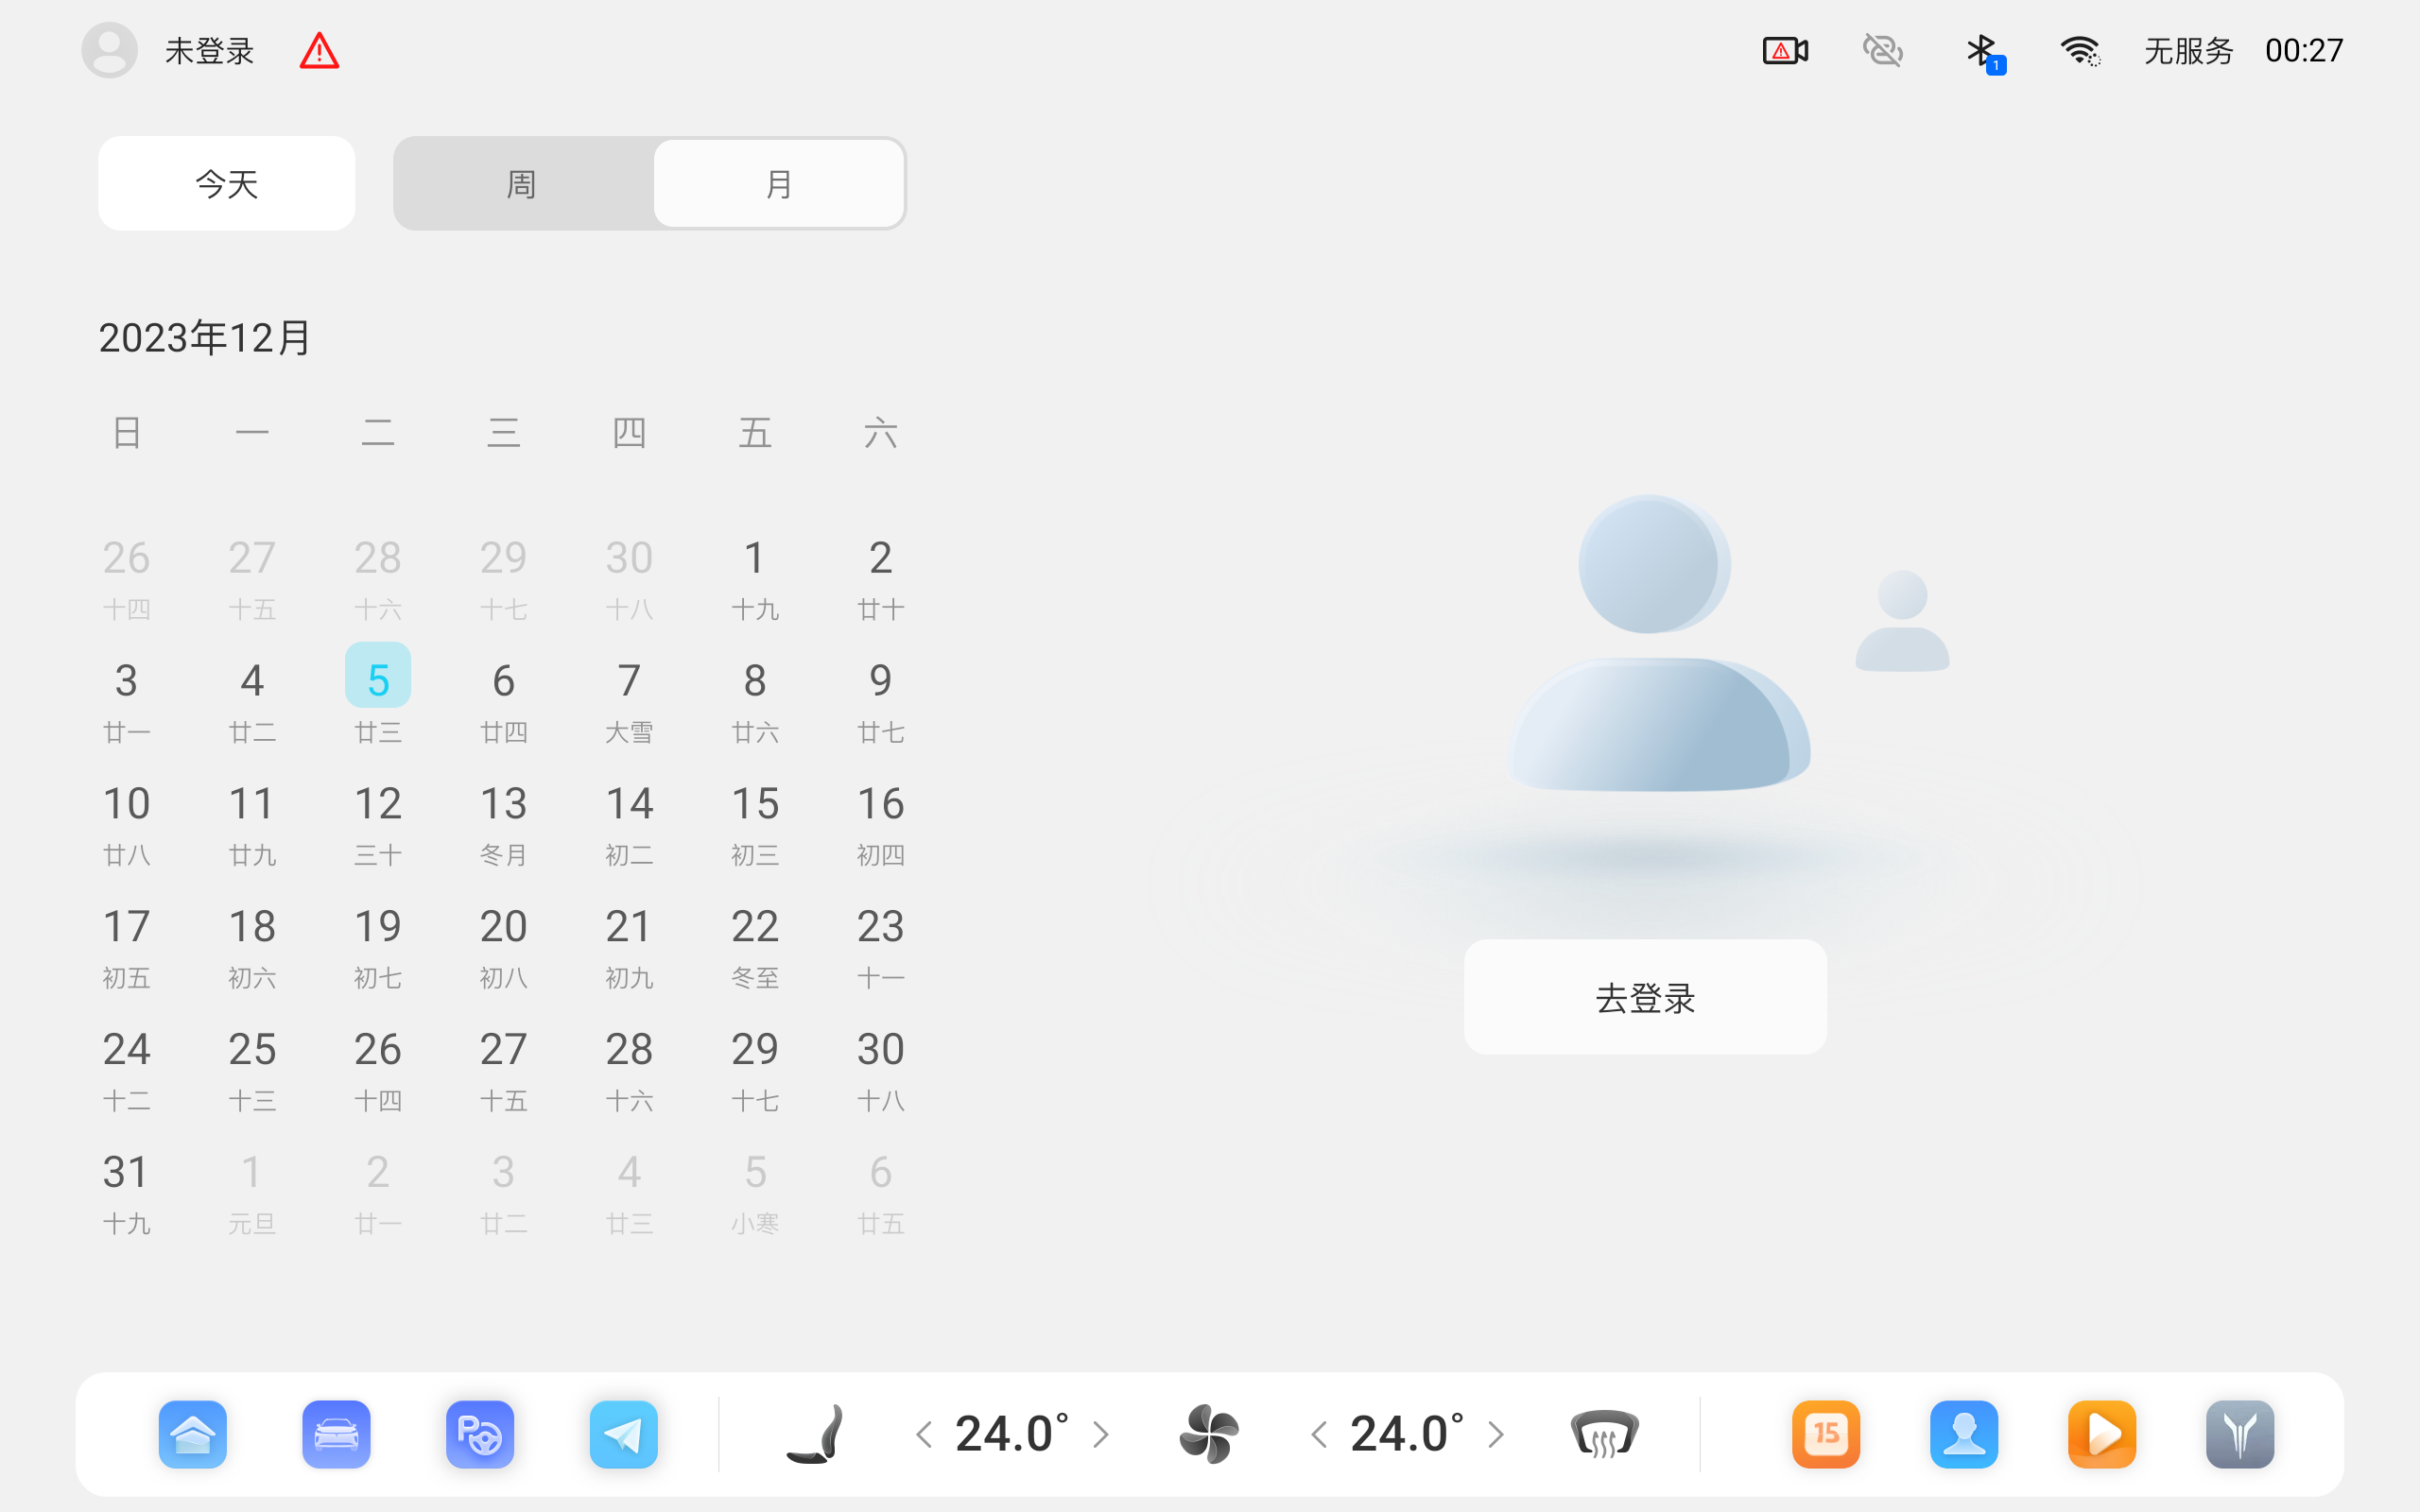 未登录
1
无服务 00:27
今天 周 月
2023年12月
日 一 二 三 四 五 六
26 27 28 29 30 1 2
十四 十五 十六 十七 十八 十九 廿十
3 4 5 6 7 8 9
廿一 廿二 廿三 廿四 大雪 廿六 廿七
10 11 12 13 14 15 16
廿八 廿九 三十 冬月 初二 初三 初四
17 18 19 20 21 22 23
初五 初六 初七 初八 初九 冬至 十一
24 25 26 27 28 29 30
十二 十三 十四 十五 十六 十七 十八
31 1 2 3 4 5 6
十九 元旦 廿一 廿二 廿三 小寒 廿五
去登录
P 24.0° 24.0° 15